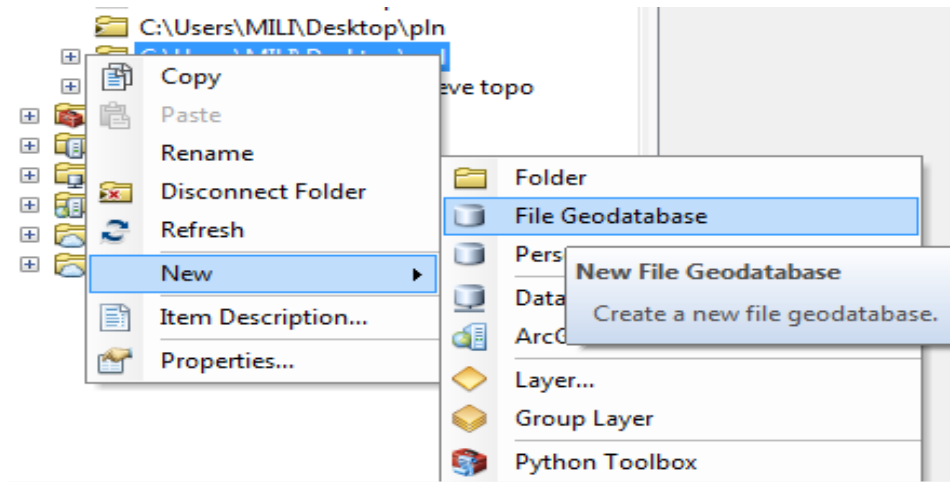 C:\Users\MILI\Desktop\pln
eve topo
Copy
Paste
Rename
Disconnect Folder
Refresh
New
Item Description...
Properties...
Folder
File Geodatabase
Pers
Data
ArcG
Layer...
Group Layer
Python Toolbox
New File Geodatabase
Create a new file geodatabase.